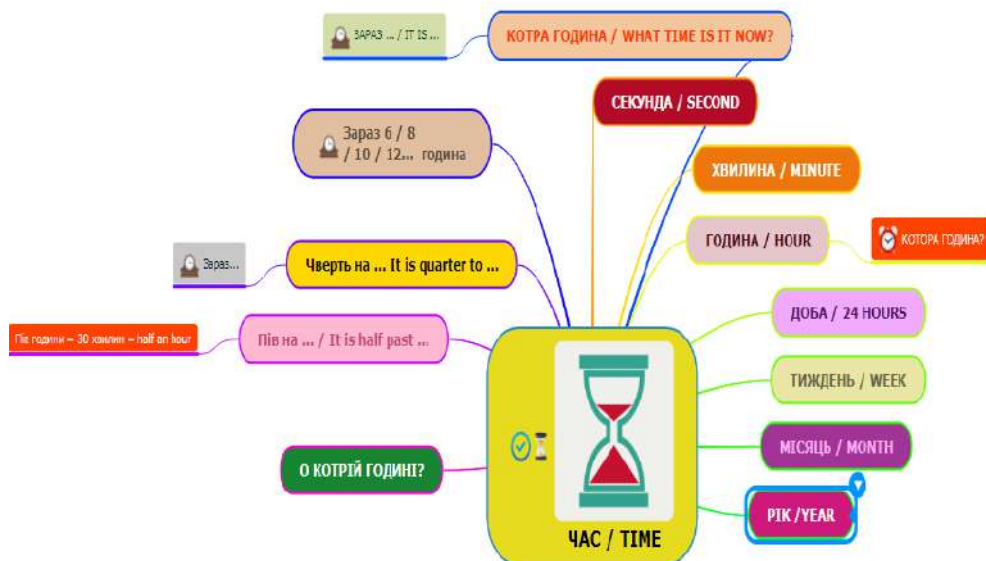 ЗАРАЗ ... / IT IS ...
КОТРА ГОДИНА / WHAT TIME IS IT NOW?
СЕКУНДА / SECOND
Зараз 6 / 8
/ 10 / 12... година
ХВИЛИНА / MINUTE
ГОДИНА / HOUR
КОТОРА ГОДИНА?
Зараз...
Чверть на ... It is quarter to ...
ДОБА / 24 HOURS
Пів години – 30 хвилин – half an hour
Пів на ... / It is half past ...
ТИЖДЕНЬ / WEEK
МІСЯЦЬ / MONTH
О КОТРІЙ ГОДИНІ?
РІК /YEAR
ЧАС / TIME